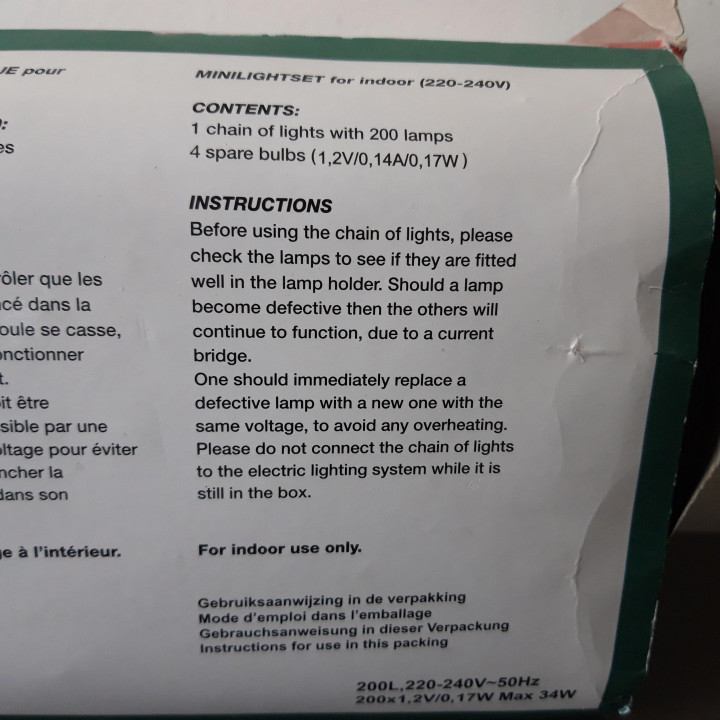 UE pour
:
es
ôler que les
cé dans la
oule se casse,
onctionner
t.
it être
sible par une
oltage pour éviter
ncher la
dans son
e à l'intérieur.
MINILIGHTSET for indoor (220-240V)
CONTENTS:
1 chain of lights with 200 lamps
4 spare bulbs (1,2V/0,14A/0,17W)
INSTRUCTIONS
Before using the chain of lights, please
check the lamps to see if they are fitted
well in the lamp holder. Should a lamp
become defective then the others will
continue to function, due to a current
bridge.
One should immediately replace a
defective lamp with a new one with the
same voltage, to avoid any overheating.
Please do not connect the chain of lights
to the electric lighting system while it is
still in the box.
For indoor use only.
Gebruiksaanwijzing in de verpakking
Mode d'emploi dans l'emballage
Gebrauchsanweisung in dieser Verpackung
Instructions for use in this packing
200L,220-240V~50Hz
200x1,2V/0,17W Max 34W